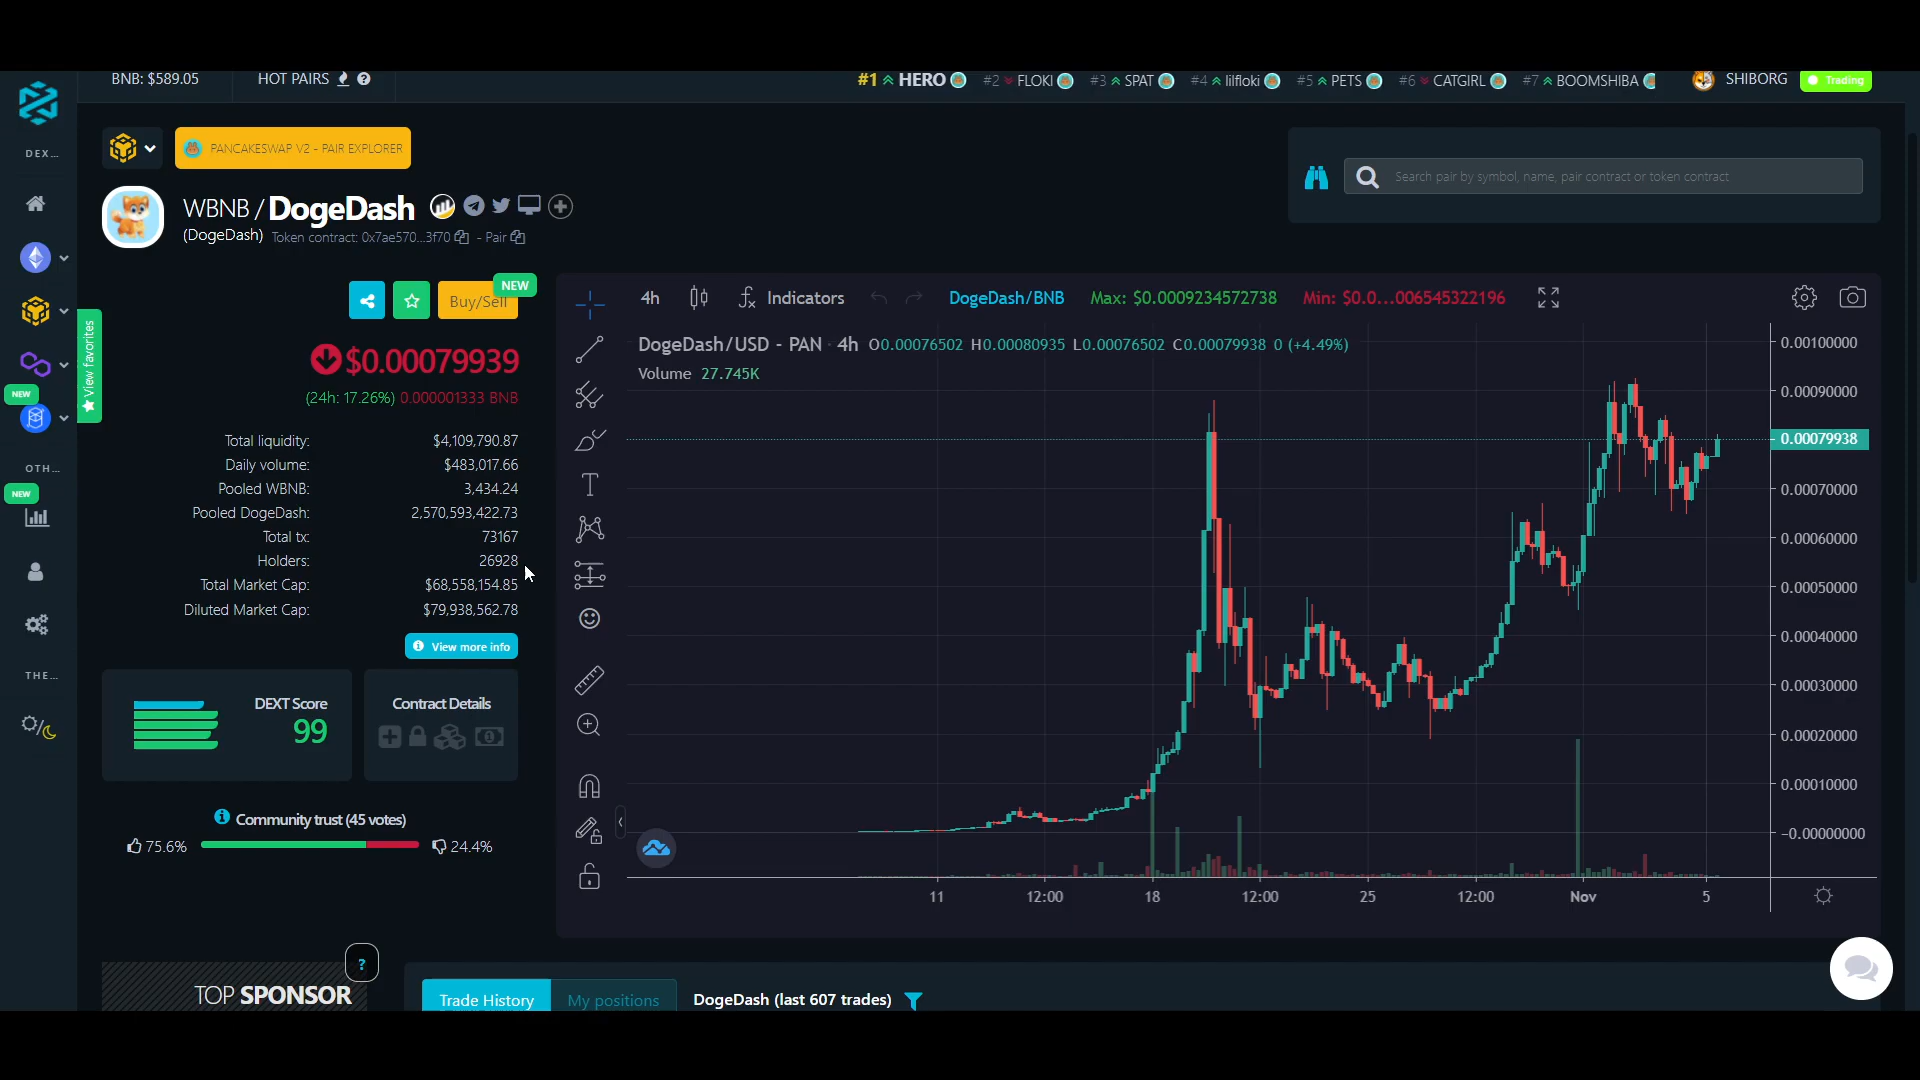 BNB: $589.05
HOT PAIRS
#1 HERO #2 FLOKI #3 SPAT #4 lilfloki #5 PETS #6 CATGIRL #7 BOOMSHIBA
SHIBORG
Trading
DEX...
PANCAKESWAP V2 - PAIR EXPLORER
Search pair by symbol, name, pair contract or token contract
WBNB / DogeDash
(DogeDash) Token contract: 0x7ae570...3f70 - Pair
NEW
Buy/Sell
View favorites
NEW
$0.00079939
(24h: 17.26%) 0.000001333 BNB
Total liquidity: $4,109,790.87
Daily volume: $483,017.66
Pooled WBNB: 3,434.24
Pooled DogeDash: 2,570,593,422.73
Total tx: 73167
Holders: 26928
Total Market Cap: $68,558,154.85
Diluted Market Cap: $79,938,562.78
View more info
OTH...
NEW
THE...
DEXT Score
99
Contract Details
Community trust (45 votes)
75.6%
24.4%
TOP SPONSOR
?
4h
Indicators
DogeDash/BNB
Max: $0.0009234572738
Min: $0.0...006545322196
DogeDash/USD - PAN · 4h O0.00076502 H0.00080935 L0.00076502 C0.00079938 0 (+4.49%)
Volume 27.745K
0.00100000
0.00090000
0.00079938
0.00070000
0.00060000
0.00050000
0.00040000
0.00030000
0.00020000
0.00010000
-0.00000000
11 12:00 18 12:00 25 12:00 Nov 5
Trade History
My positions
DogeDash (last 607 trades)